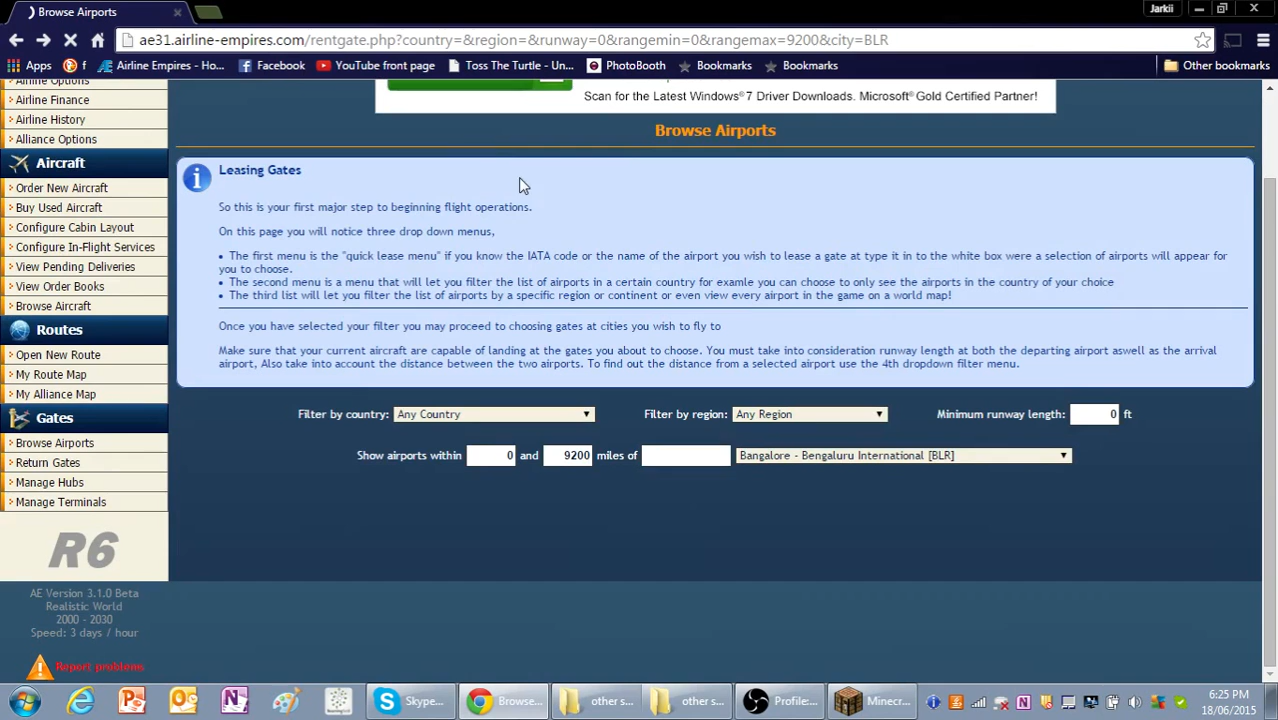 Browse Airports
Jarkii
ae31.airline-empires.com/rentgate.php?country=&region=&runway=0&rangemin=0&rangemax=9200&city=BLR
Apps
f
Airline Empires - Ho...
Facebook
YouTube front page
Toss The Turtle - Un...
PhotoBooth
Bookmarks
Bookmarks
Other bookmarks
Airline Options
Airline Finance
Airline History
Alliance Options
Aircraft
Order New Aircraft
Buy Used Aircraft
Configure Cabin Layout
Configure In-Flight Services
View Pending Deliveries
View Order Books
Browse Aircraft
Routes
Open New Route
My Route Map
My Alliance Map
Gates
Browse Airports
Return Gates
Manage Hubs
Manage Terminals
R6
AE Version 3.1.0 Beta
Realistic World
2000 - 2030
Speed: 3 days / hour
Report problems
Scan for the Latest Windows®7 Driver Downloads. Microsoft® Gold Certified Partner!
Browse Airports
Leasing Gates
So this is your first major step to beginning flight operations.
On this page you will notice three drop down menus,
• The first menu is the "quick lease menu" if you know the IATA code or the name of the airport you wish to lease a gate at type it in to the white box were a selection of airports will appear for
you to choose.
• The second menu is a menu that will let you filter the list of airports in a certain country for examle you can choose to only see the airports in the country of your choice
• The third list will let you filter the list of airports by a specific region or continent or even view every airport in the game on a world map!
Once you have selected your filter you may proceed to choosing gates at cities you wish to fly to
Make sure that your current aircraft are capable of landing at the gates you about to choose. You must take into consideration runway length at both the departing airport aswell as the arrival
airport, Also take into account the distance between the two airports. To find out the distance from a selected airport use the 4th dropdown filter menu.
Filter by country: Any Country Filter by region: Any Region Minimum runway length: 0 ft
Show airports within 0 and 9200 miles of Bangalore - Bengaluru International [BLR]
Skype...
Browse...
other s...
other s...
Profile:...
Minecr...
6:25 PM
18/06/2015